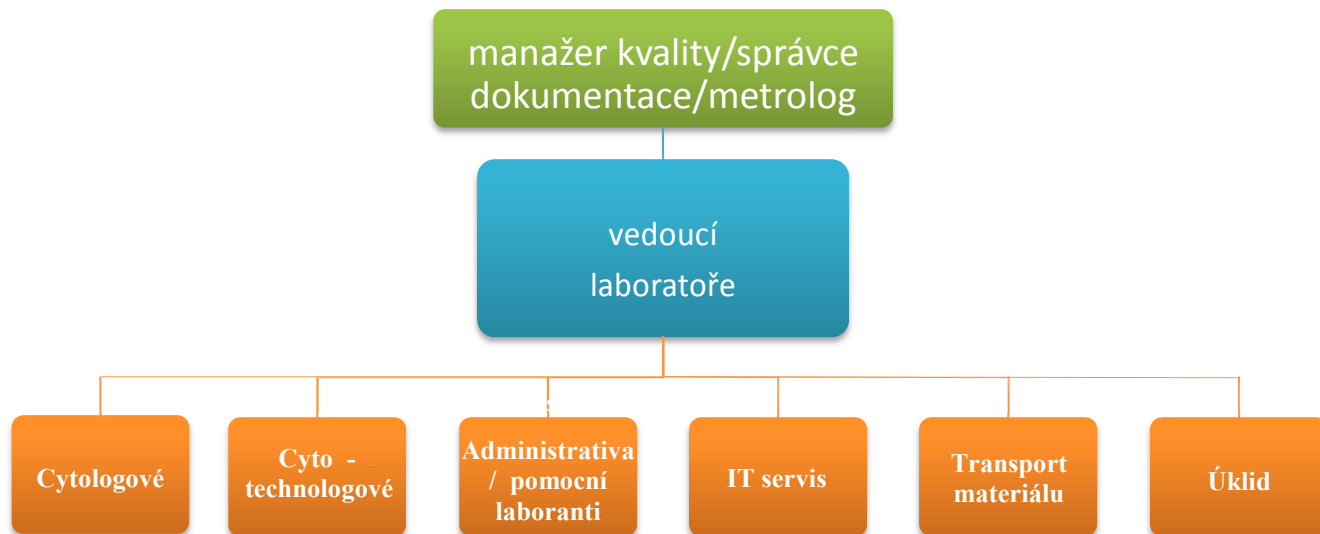 manažer kvality/správce
dokumentace/metrolog
vedoucí
laboratoře
Cytologové
Cyto -
technologové
Administrativa
/ pomocní
laboranti
IT servis
Transport
materiálu
Úklid